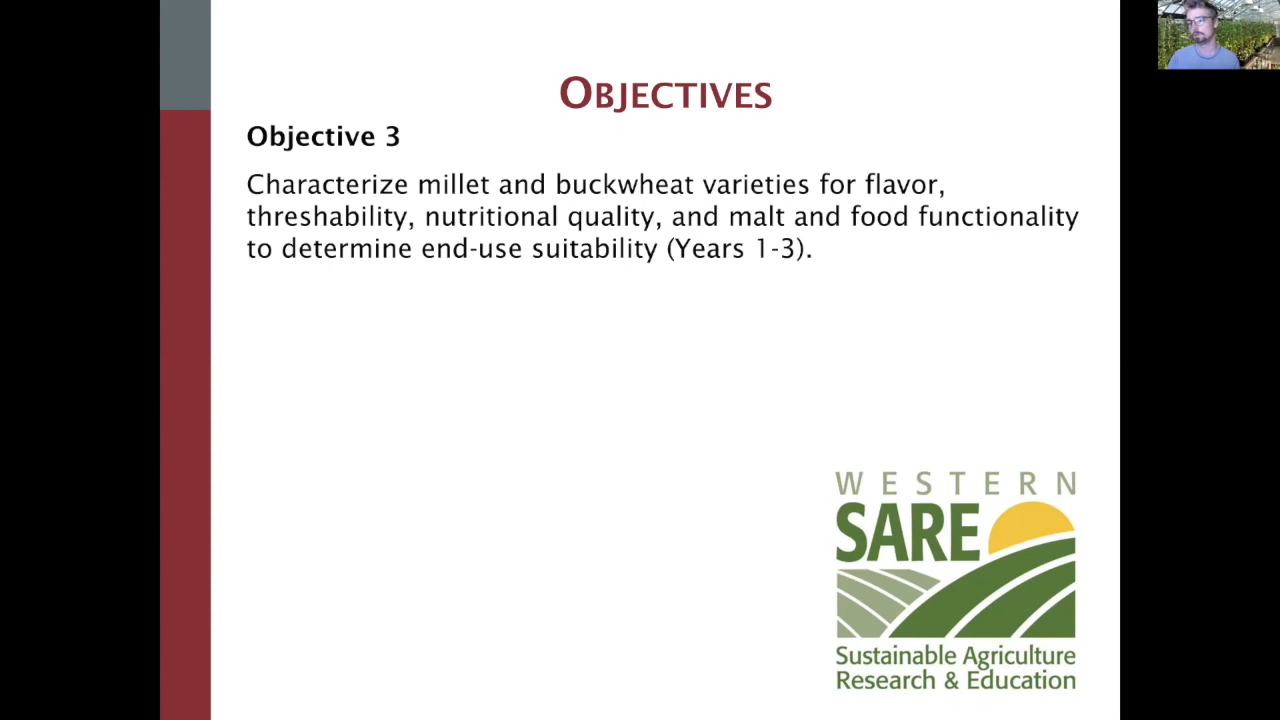 OBJECTIVES
Objective 3
Characterize millet and buckwheat varieties for flavor,
threshability, nutritional quality, and malt and food functionality
to determine end-use suitability (Years 1-3).
WESTERN
SARE
Sustainable Agriculture
Research & Education